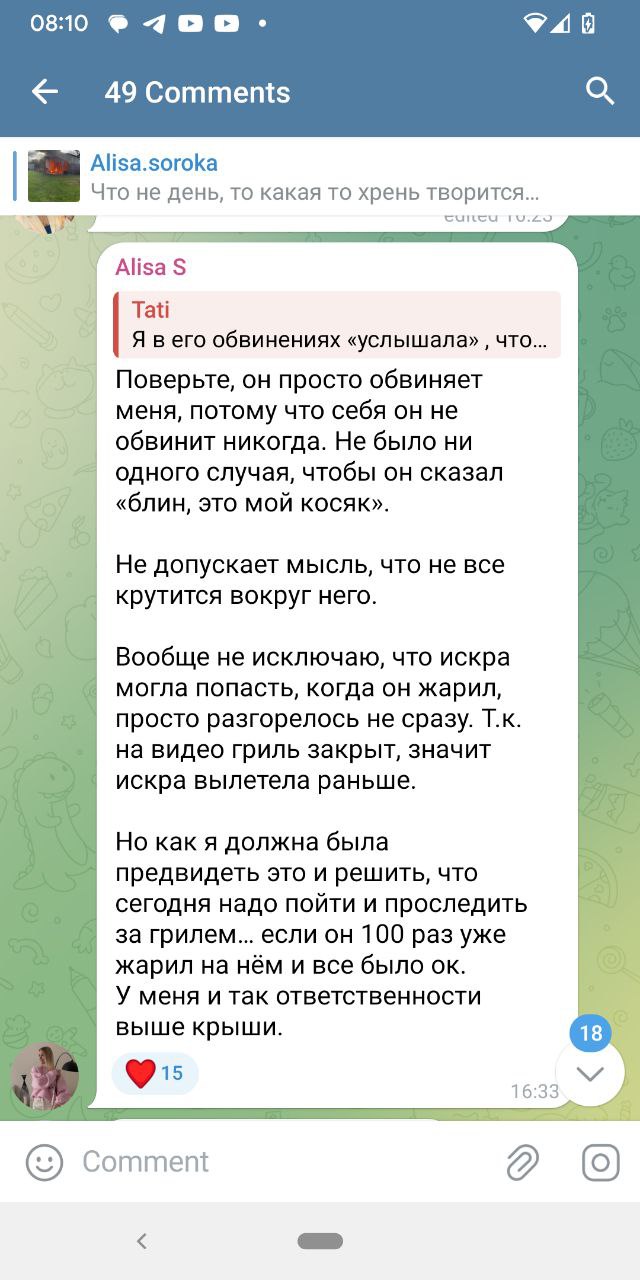 08:10
49 Comments
Alisa.soroka
Что не день, то какая то хрень творится...
edited 16:23
Alisa S
Tati
Я в его обвинениях «услышала» , что...
Поверьте, он просто обвиняет
меня, потому что себя он не
обвинит никогда. Не было ни
одного случая, чтобы он сказал
«блин, это мой косяк».
Не допускает мысль, что не все
крутится вокруг него.
Вообще не исключаю, что искра
могла попасть, когда он жарил,
просто разгорелось не сразу. Т.к.
на видео гриль закрыт, значит
искра вылетела раньше.
Но как я должна была
предвидеть это и решить, что
сегодня надо пойти и проследить
за грилем... если он 100 раз уже
жарил на нём и все было ок.
У меня и так ответственности
выше крыши.
15
16:33
18
Comment